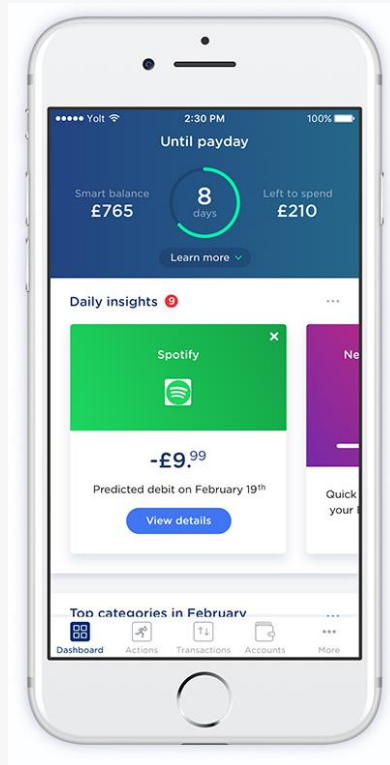 Yolt 2:30 PM 100%
Until payday
Smart balance
£765
8
days
Left to spend
£210
Learn more
Daily insights 9
Spotify
-£9.99
Predicted debit on February 19th
View details
Ne
Quick
your
Top categories in February
Dashboard Actions Transactions Accounts More